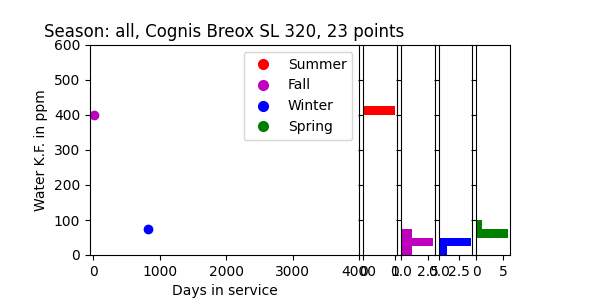 Season: all, Cognis Breox SL 320, 23 points
600
500
400
300
200
100
0
Water K.F. in ppm
Summer
Fall
Winter
Spring
0 1000 2000 3000 4000
0 1
0.0 2.5
0.0 2.5
0 5
Days in service